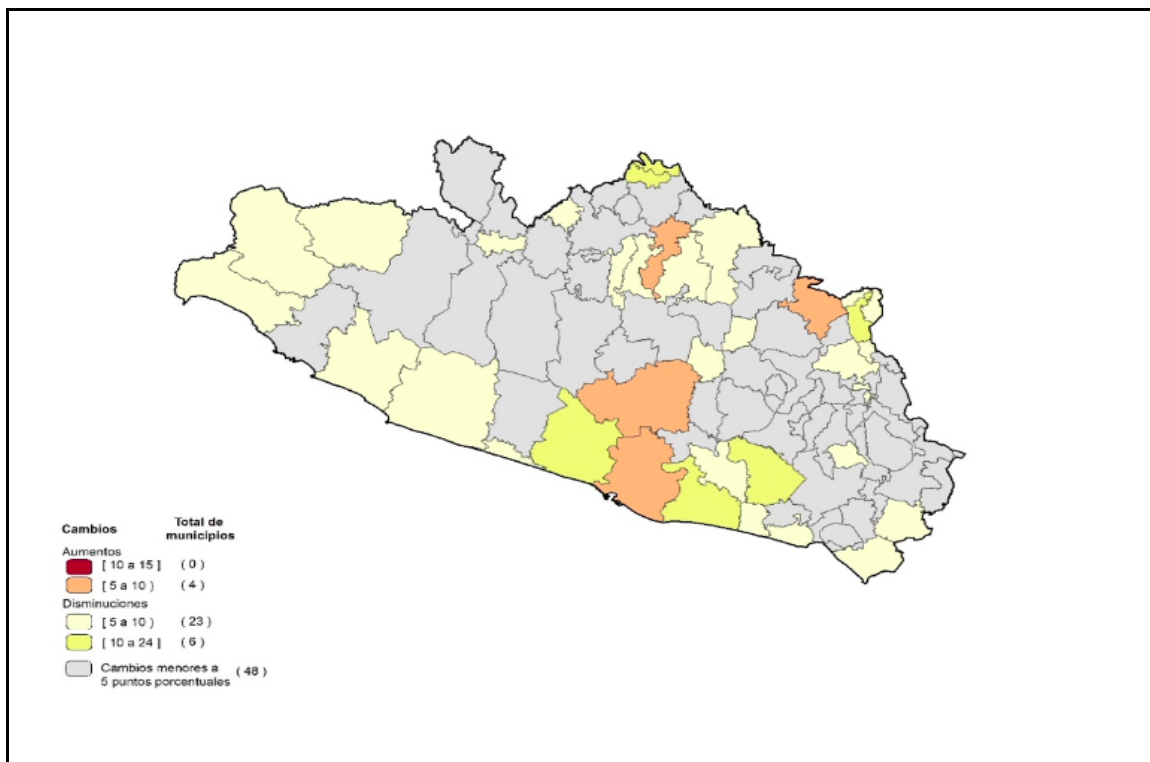 Cambios Total de municipios
Aumentos
[ 10 a 15 ] ( 0 )
[ 5 a 10 ) ( 4 )
Disminuciones
[ 5 a 10 ) ( 23 )
[ 10 a 24 ] ( 6 )
Cambios menores a
5 puntos porcentuales ( 48 )